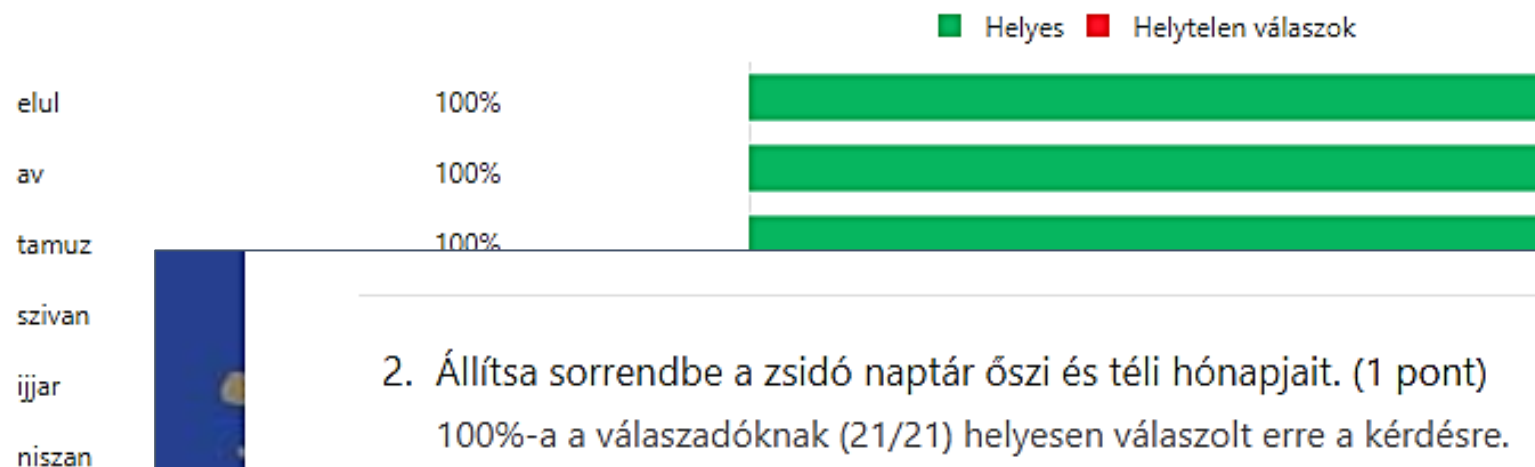 Helyes Helytelen válaszok
elul 100%
av 100%
tamuz 100%
szivan
ijjar
niszan
2. Állítsa sorrendbe a zsidó naptár őszi és téli hónapjait. (1 pont)
100%-a a válaszadóknak (21/21) helyesen válaszolt erre a kérdésre.